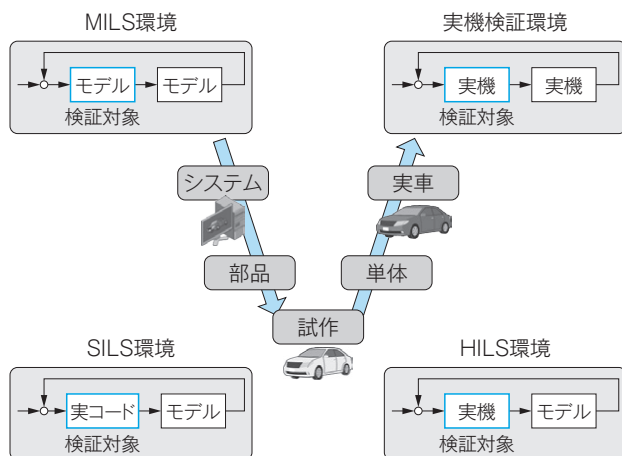 MILS環境
モデル
モデル
検証対象
実機検証環境
実機
実機
検証対象
システム
実車
部品
単体
試作
SILS環境
実コード
モデル
検証対象
HILS環境
実機
モデル
検証対象